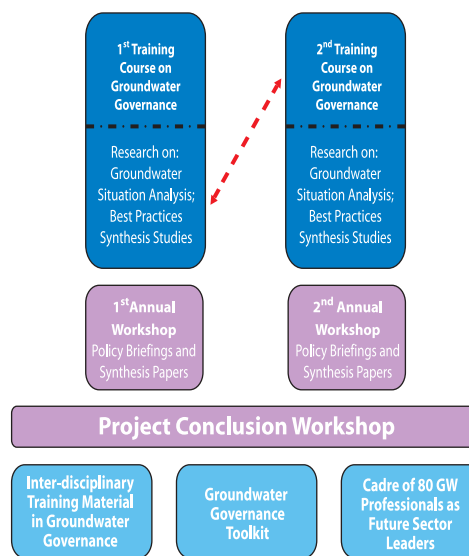 1st Training
Course on
Groundwater
Governance
Research on:
Groundwater
Situation Analysis;
Best Practices
Synthesis Studies
2nd Training
Course on
Groundwater
Governance
Research on:
Groundwater
Situation Analysis;
Best Practices
Synthesis Studies
1st Annual
Workshop
Policy Briefings and
Synthesis Papers
2nd Annual
Workshop
Policy Briefings and
Synthesis Papers
Project Conclusion Workshop
Inter-disciplinary
Training Material
in Groundwater
Governance
Groundwater
Governance
Toolkit
Cadre of 80 GW
Professionals as
Future Sector
Leaders